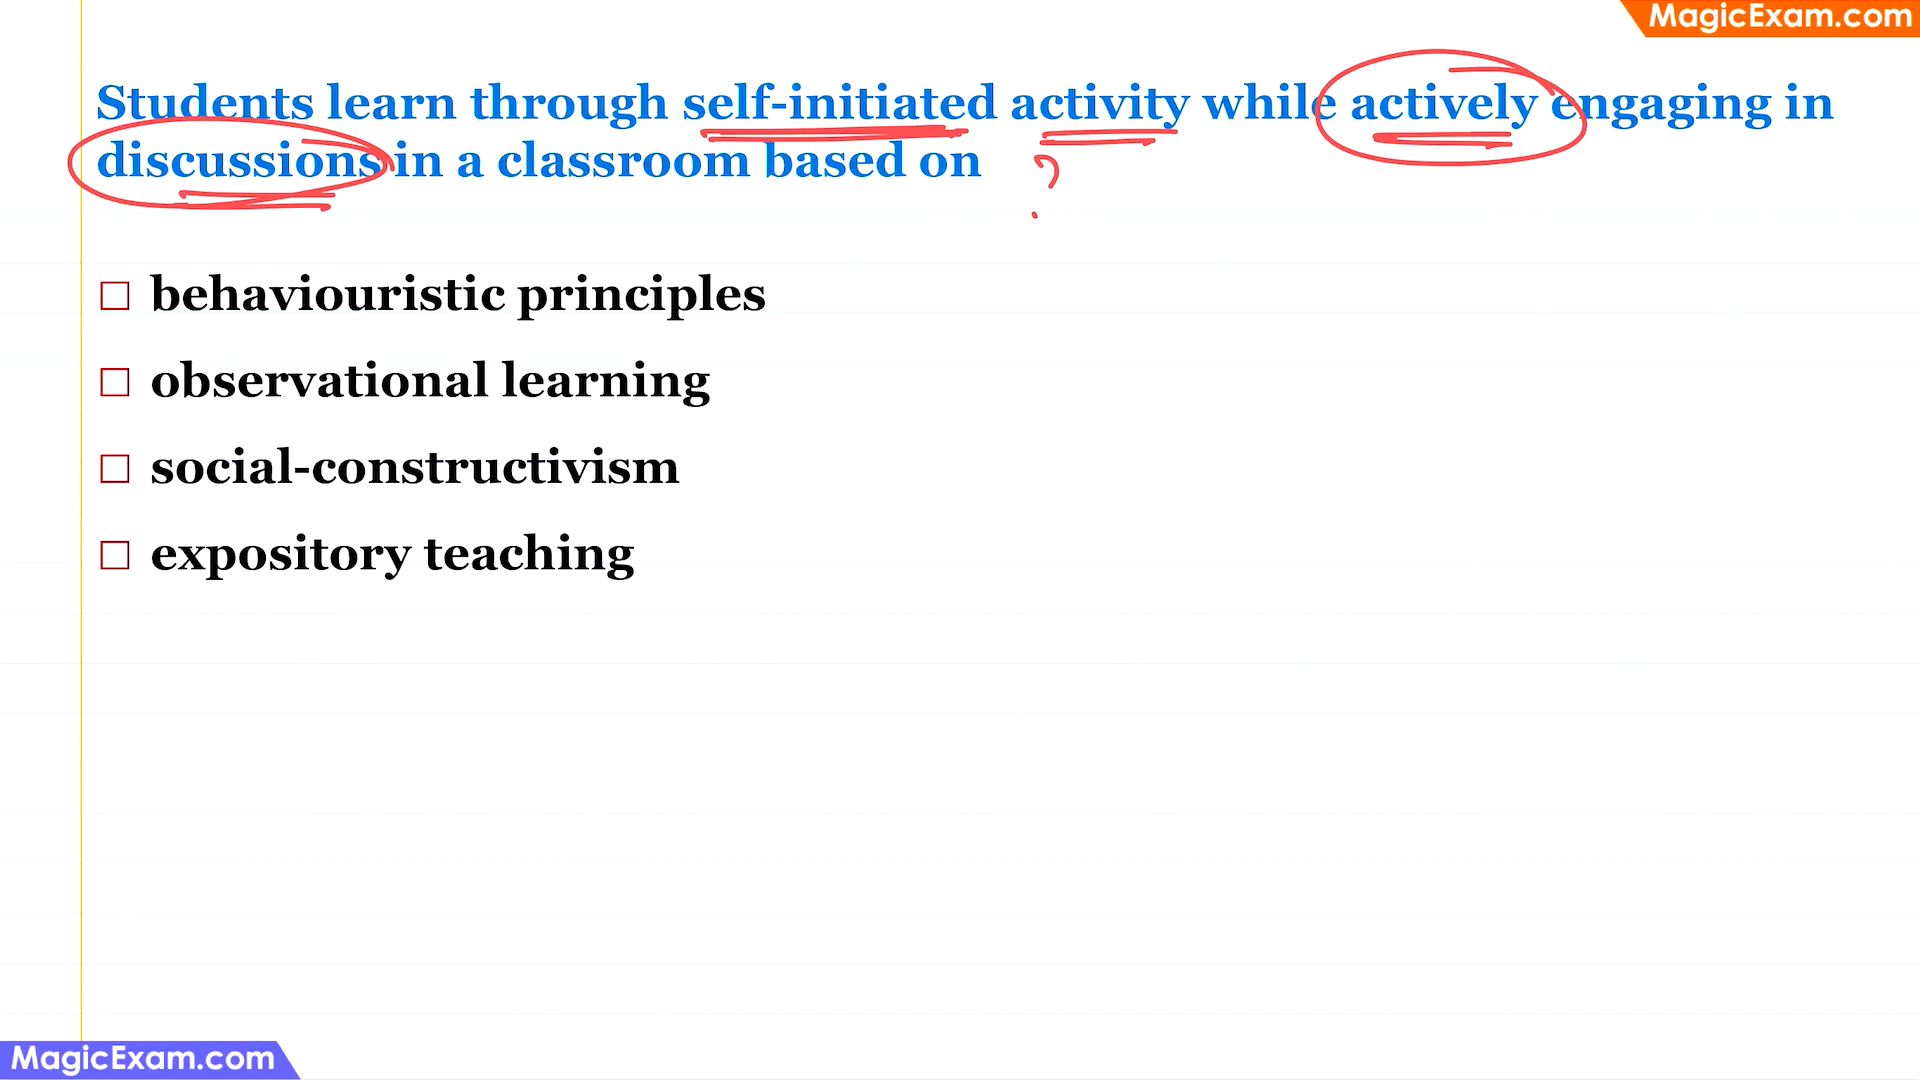 MagicExam.com
Students learn through self-initiated activity while actively engaging in
discussions in a classroom based on ?
behaviouristic principles
observational learning
social-constructivism
expository teaching
MagicExam.com